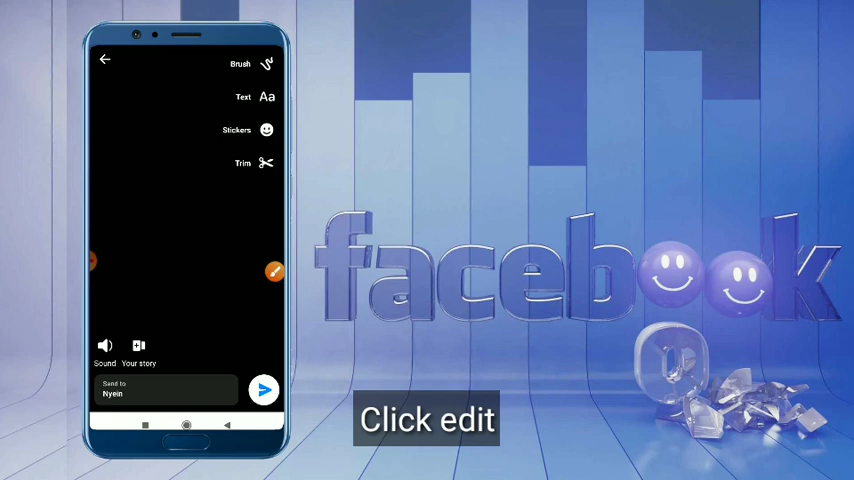 Brush
Text Aa
Stickers
Trim
Sound Your story
Send to
Nyein
facebook
Click edit